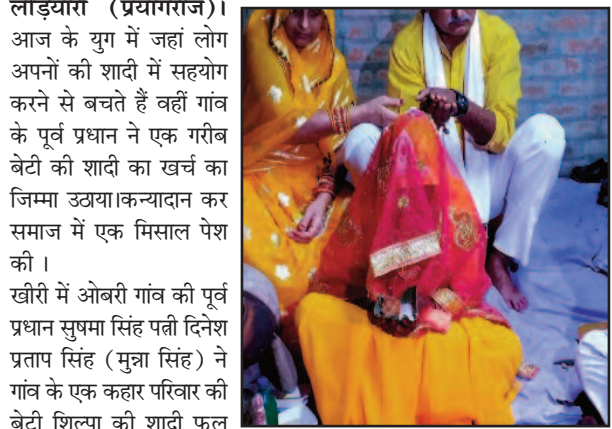 लोड़ियारी (प्रयागराज)।
आज के युग में जहां लोग
अपनों की शादी में सहयोग
करने से बचते हैं वहीं गांव
के पूर्व प्रधान ने एक गरीब
बेटी की शादी का खर्च का
जिम्मा उठाया।कन्यादान कर
समाज में एक मिसाल पेश
की ।
खीरी में ओबरी गांव की पूर्व
प्रधान सुषमा सिंह पत्नी दिनेश
प्रताप सिंह (मुन्ना सिंह) ने
गांव के एक कहार परिवार की
बेटी शिल्पा की शादी